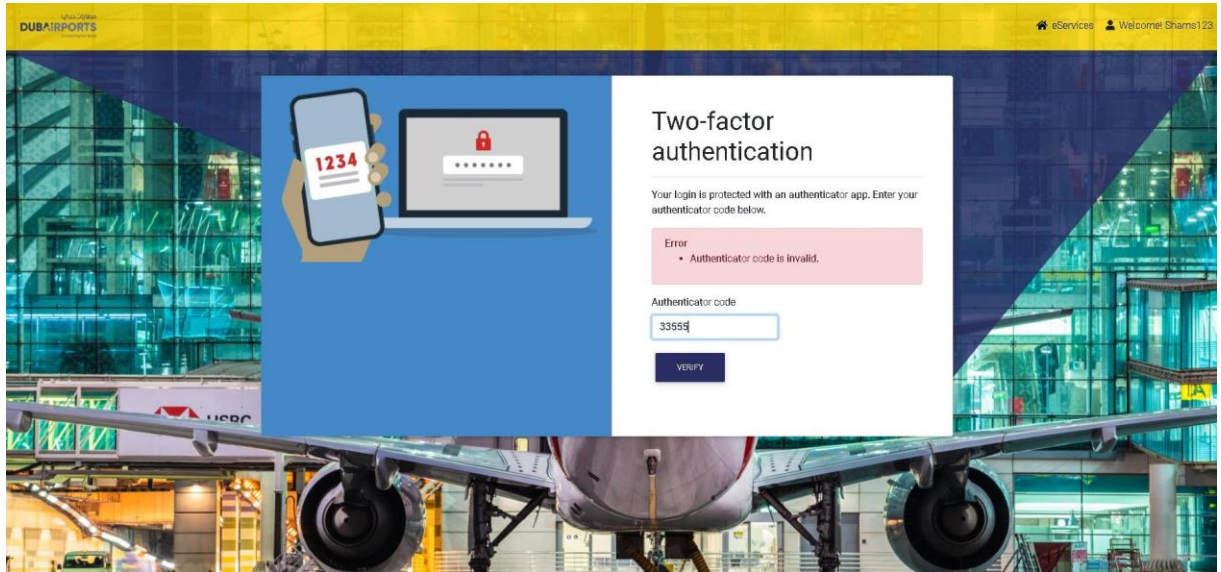 DUBAIRPORTS
eServices Welcome! Shams123
1234
Two-factor
authentication
Your login is protected with an authenticator app. Enter your
authenticator code below.
Error
• Authenticator code is invalid.
Authenticator code
33555
VERIFY
HSBC